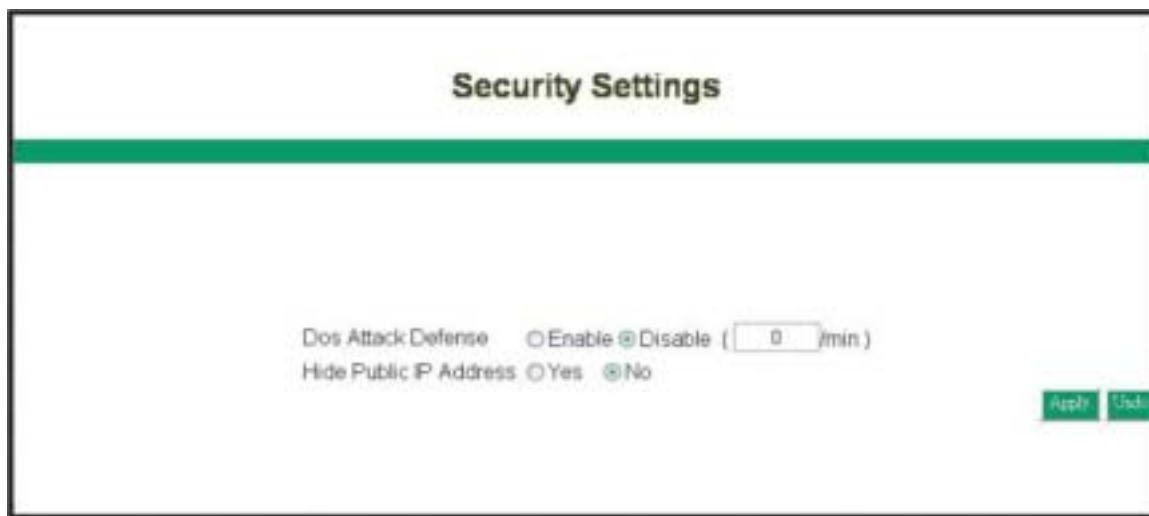 Security Settings
Dos Attack Defense Enable Disable ( 0 /min )
Hide Public IP Address Yes No
Apply